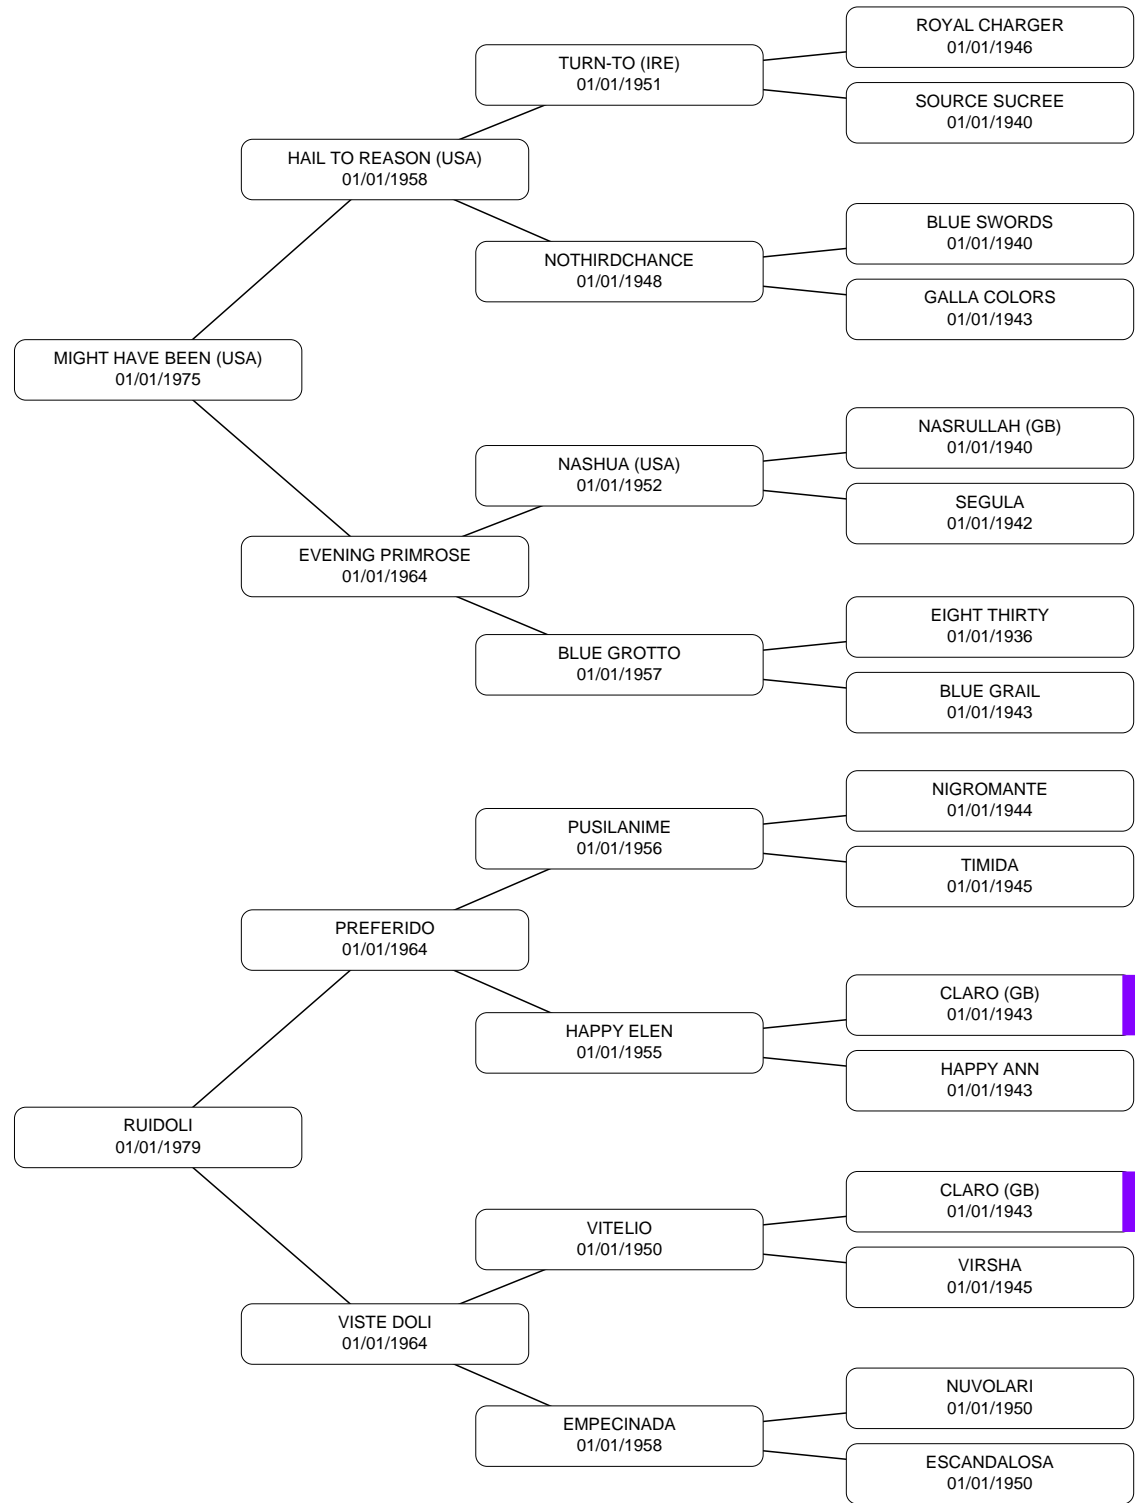 ROYAL CHARGER
01/01/1946
TURN-TO (IRE)
01/01/1951
SOURCE SUCREE
01/01/1940
HAIL TO REASON (USA)
01/01/1958
BLUE SWORDS
01/01/1940
NOTHIRDCHANCE
01/01/1948
GALLA COLORS
01/01/1943
MIGHT HAVE BEEN (USA)
01/01/1975
NASRULLAH (GB)
01/01/1940
NASHUA (USA)
01/01/1952
SEGULA
01/01/1942
EVENING PRIMROSE
01/01/1964
EIGHT THIRTY
01/01/1936
BLUE GROTTO
01/01/1957
BLUE GRAIL
01/01/1943
NIGROMANTE
01/01/1944
PUSILANIME
01/01/1956
TIMIDA
01/01/1945
PREFERIDO
01/01/1964
CLARO (GB)
01/01/1943
HAPPY ELEN
01/01/1955
HAPPY ANN
01/01/1943
RUIDOLI
01/01/1979
CLARO (GB)
01/01/1943
VITELIO
01/01/1950
VIRSHA
01/01/1945
VISTE DOLI
01/01/1964
NUVOLARI
01/01/1950
EMPECINADA
01/01/1958
ESCANDALOSA
01/01/1950